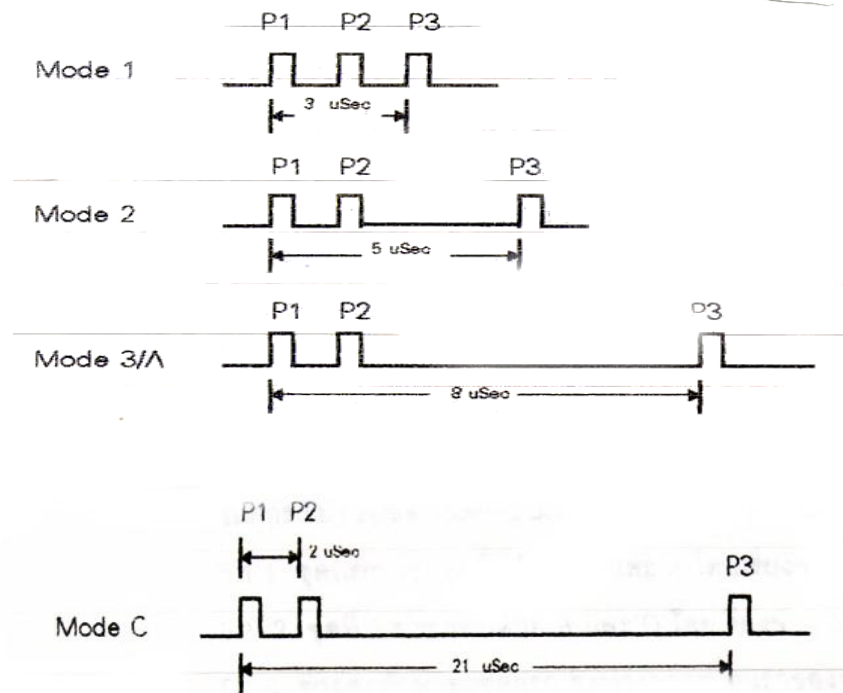 P1 P2 P3
Mode 1
3 uSec
P1 P2 P3
Mode 2
5 uSec
P1 P2 P3
Mode 3/A
8 uSec
P1 P2
2 uSec
P3
Mode C
21 uSec